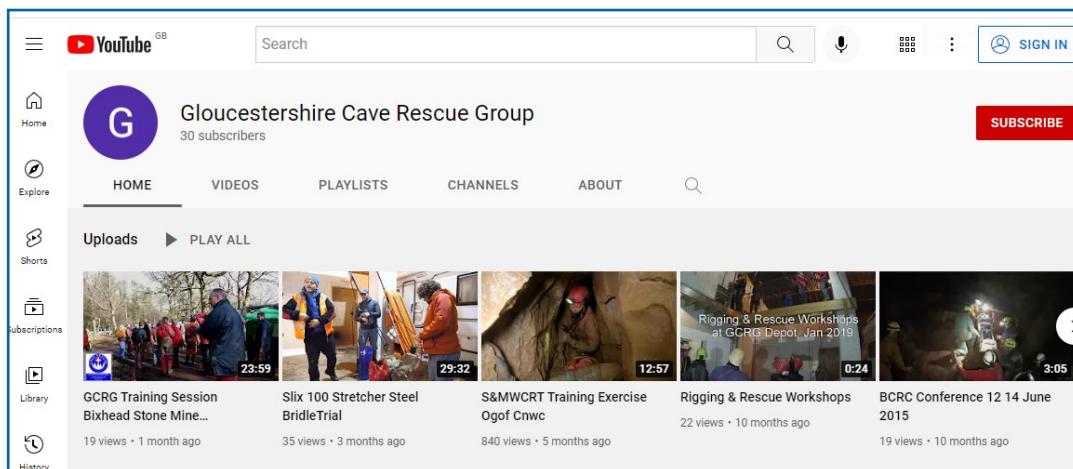 YouTube GB
Search
SIGN IN
Home
Explore
Shorts
Subscriptions
Library
History
G
Gloucestershire Cave Rescue Group
30 subscribers
SUBSCRIBE
HOME
VIDEOS
PLAYLISTS
CHANNELS
ABOUT
Uploads
PLAY ALL
23:59
GCRG Training Session
Bixhead Stone Mine...
19 views • 1 month ago
29:32
Slix 100 Stretcher Steel
BridleTrial
35 views • 3 months ago
12:57
S&MWCRT Training Exercise
Ogof Cnwc
840 views • 5 months ago
Rigging & Rescue Workshops
at GCRG Depot, Jan 2019
0:24
Rigging & Rescue Workshops
22 views • 10 months ago
3:05
BCRC Conference 12 14 June
2015
19 views • 10 months ago